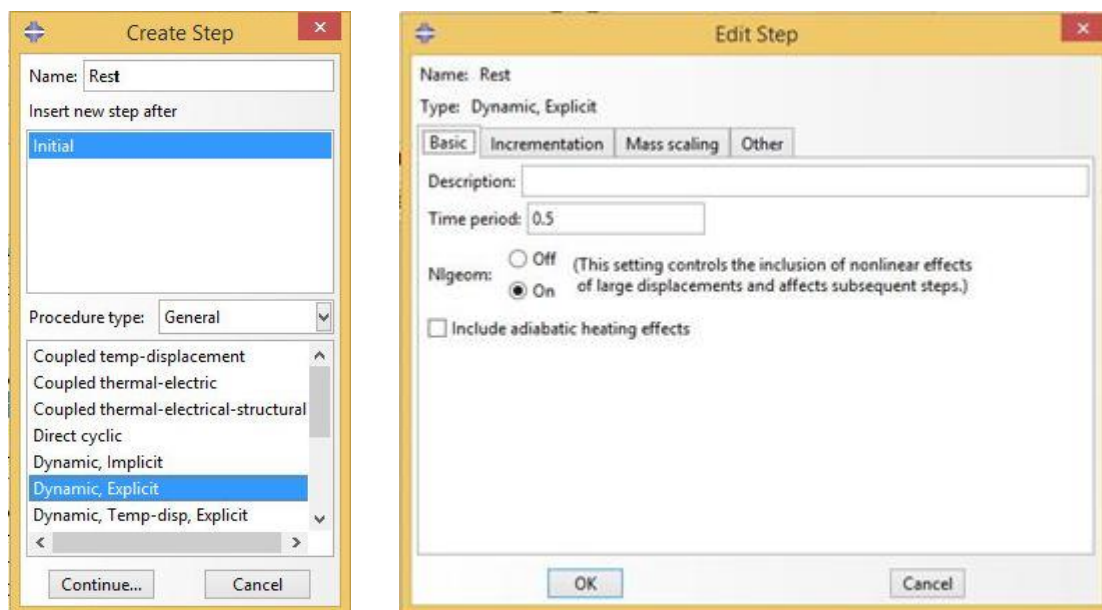 Create Step
Name: Rest
Insert new step after
Initial
Procedure type: General
Coupled temp-displacement
Coupled thermal-electric
Coupled thermal-electrical-structural
Direct cyclic
Dynamic, Implicit
Dynamic, Explicit
Dynamic, Temp-disp, Explicit
Continue... Cancel
Edit Step
Name: Rest
Type: Dynamic, Explicit
Basic Incrementation Mass scaling Other
Description:
Time period: 0.5
Nlgeom: Off (This setting controls the inclusion of nonlinear effects
On of large displacements and affects subsequent steps.)
Include adiabatic heating effects
OK Cancel